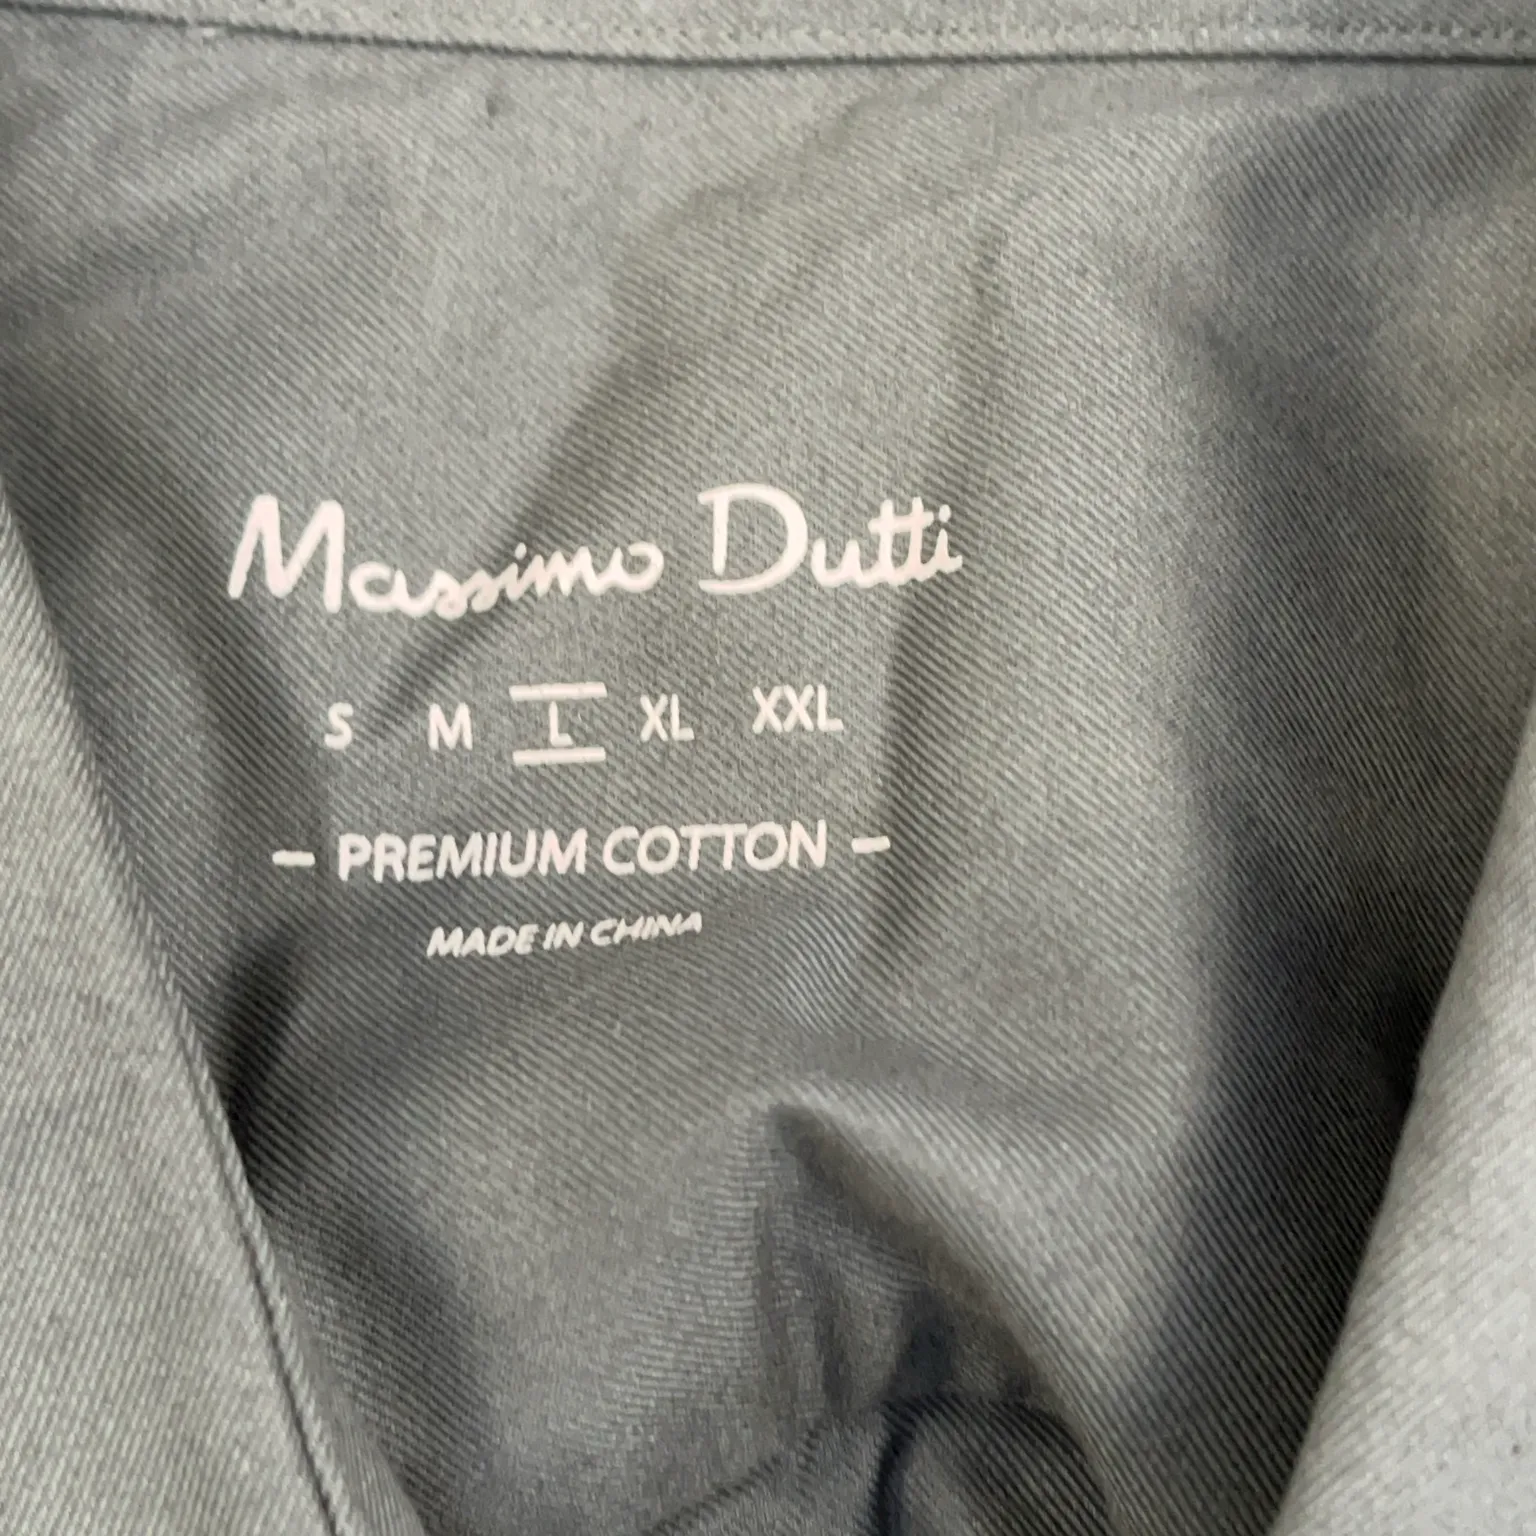 Massimo Dutti
S M L XL XXL
- PREMIUM COTTON -
MADE IN CHINA